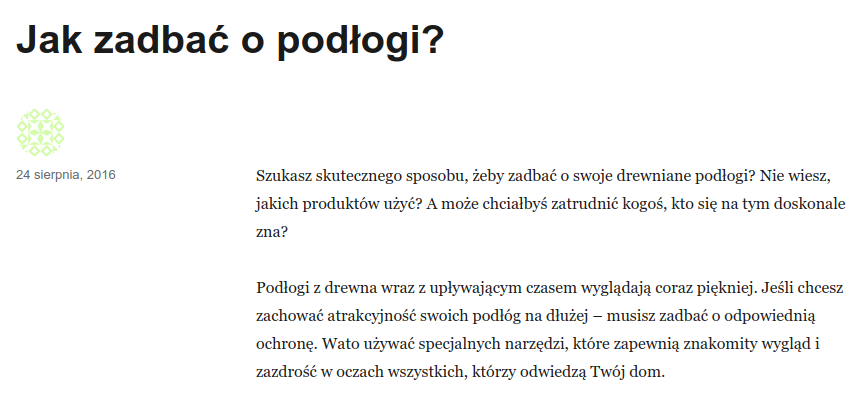 Jak zadbać o podłogi?
24 sierpnia, 2016
Szukasz skutecznego sposobu, żeby zadbać o swoje drewniane podłogi? Nie wiesz,
jakich produktów użyć? A może chciałbyś zatrudnić kogoś, kto się na tym doskonale
zna?
Podłogi z drewna wraz z upływającym czasem wyglądają coraz piękniej. Jeśli chcesz
zachować atrakcyjność swoich podłóg na dłużej – musisz zadbać o odpowiednią
ochronę. Wato używać specjalnych narzędzi, które zapewnią znakomity wygląd i
zazdrość w oczach wszystkich, którzy odwiedzą Twój dom.